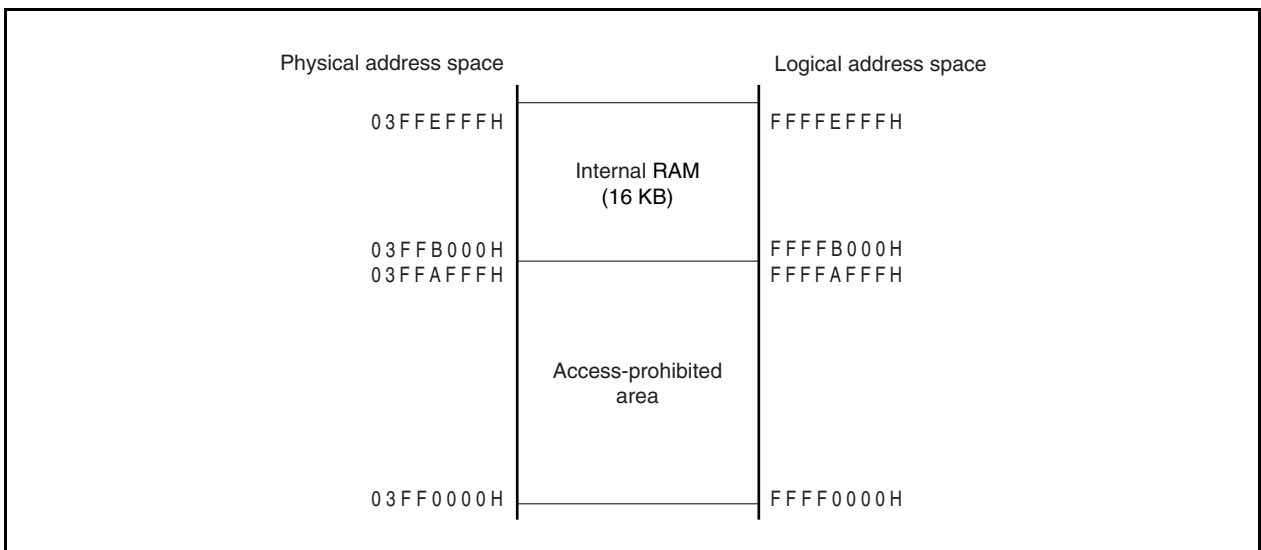 Physical address space
Logical address space
03FFEFFFH
FFFFEFFFH
Internal RAM
(16 KB)
03FFB000H
FFFFB000H
03FFAFFFH
FFFFAFFFH
Access-prohibited
area
03FF0000H
FFFF0000H